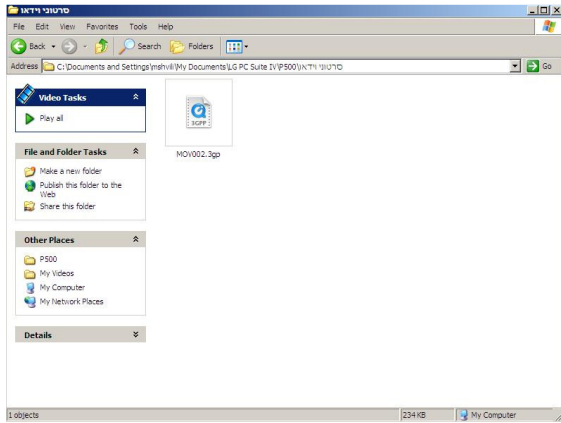 סרטוני וידאו
File Edit View Favorites Tools Help
Back Search Folders
Address C:\Documents and Settings\mshvili\My Documents\LG PC Suite IV\P500\סרטוני וידאו Go
Video Tasks
Play all
3GPP
MOV002.3gp
File and Folder Tasks
Make a new folder
Publish this folder to the
Web
Share this folder
Other Places
P500
My Videos
My Computer
My Network Places
Details
1 objects 234 KB My Computer